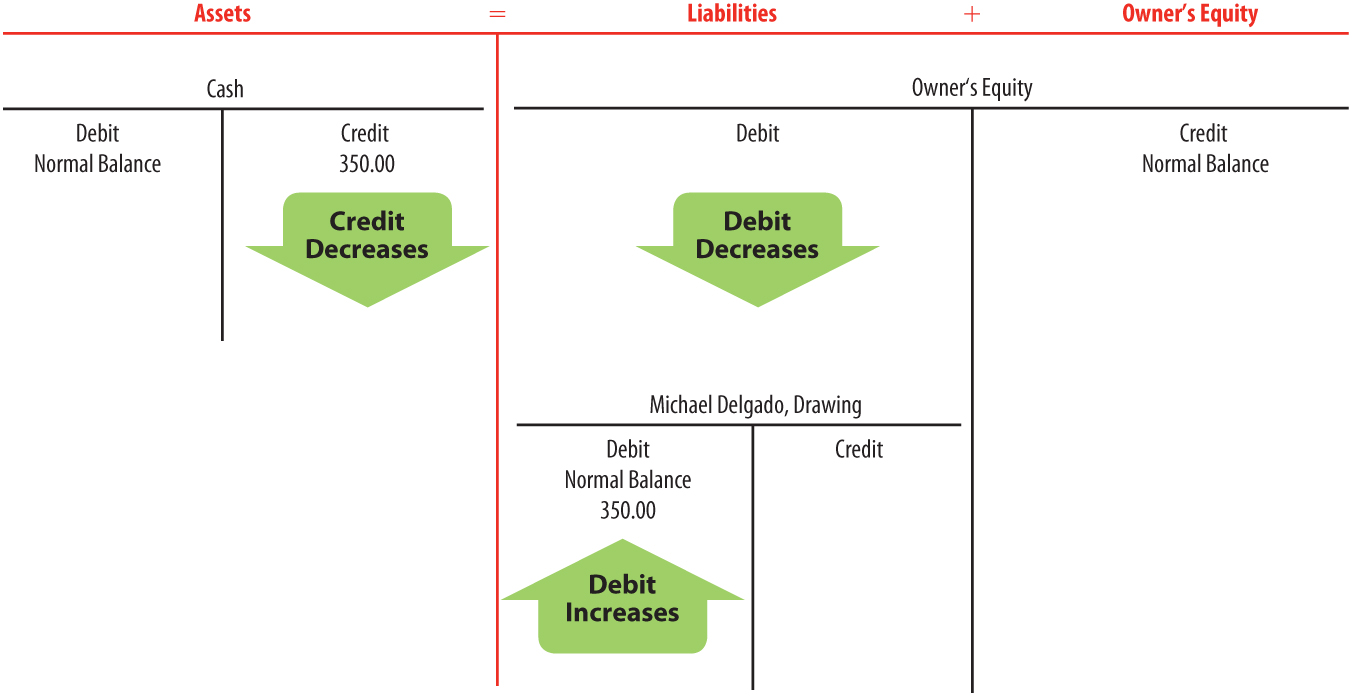 Assets = Liabilities + Owner's Equity
Cash
Debit Credit
Normal Balance 350.00
Credit
Decreases
Owner‘s Equity
Debit Credit
Normal Balance
Debit
Decreases
Michael Delgado, Drawing
Debit Credit
Normal Balance
350.00
Debit
Increases